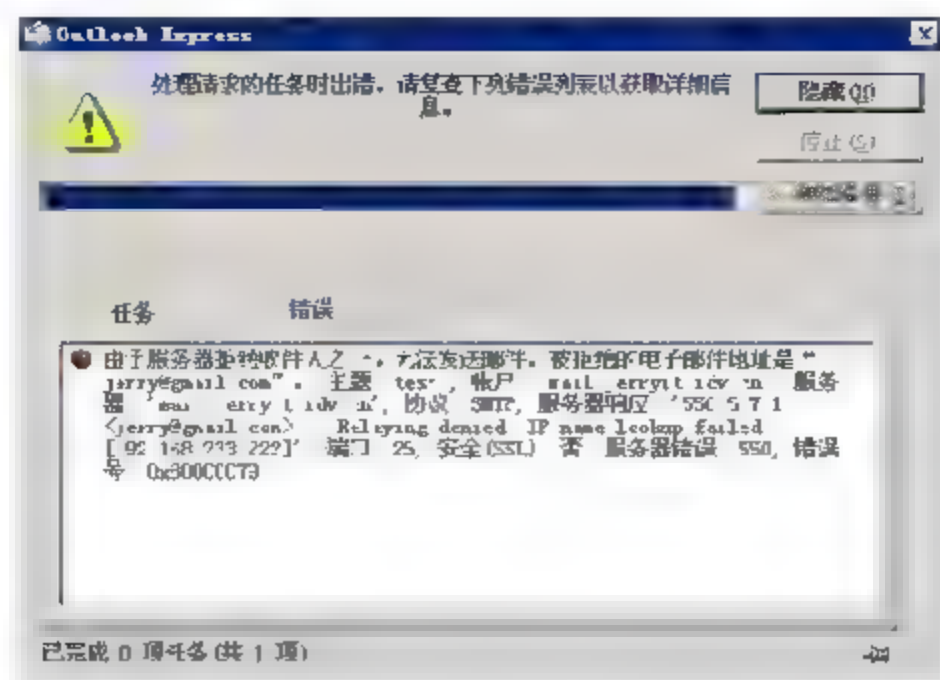 Outlook Express
处理请求的任务时出错。请复查下列错误列表以获取详细信
息。
隐藏(H)
停止(S)
任务 错误
由于服务器拒绝收件人之一，无法发送邮件。被拒绝的电子邮件地址是"
jerry@gmail.com"。 主题 'test', 帐户 服务
器 协议 SMTP, 服务器响应 '550 5.7.1
<jerry@gmail.com> Relaying denied. IP name lookup failed
端口 25, 安全(SSL) 否 服务器错误 550, 错误
号 0x800CCC79
已完成 0 项任务(共 1 项)